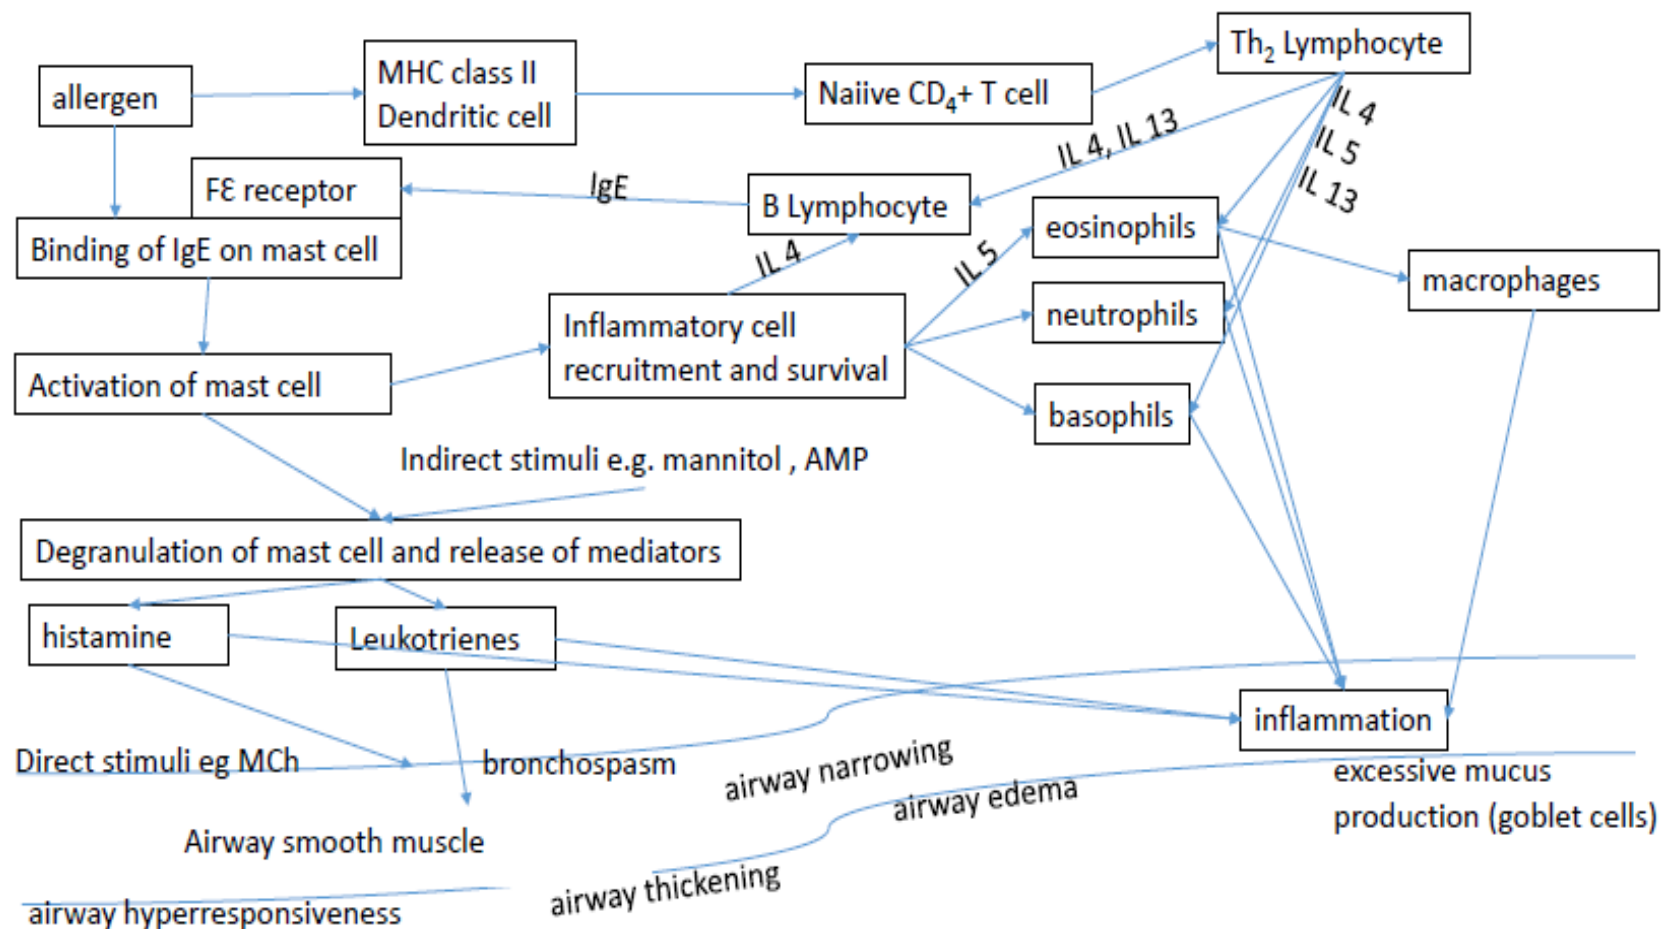 Th₂ Lymphocyte
allergen
MHC class II
Dendritic cell
Naiive CD₄+ T cell
IL 4
IL 5
IL 13
IL 4, IL 13
Fℇ receptor
IgE
B Lymphocyte
Binding of IgE on mast cell
IL 4
IL 5
eosinophils
macrophages
neutrophils
Inflammatory cell
recruitment and survival
Activation of mast cell
basophils
Indirect stimuli e.g. mannitol , AMP
Degranulation of mast cell and release of mediators
histamine
Leukotrienes
inflammation
Direct stimuli eg MCh
bronchospasm
airway narrowing
airway edema
excessive mucus
production (goblet cells)
Airway smooth muscle
airway thickening
airway hyperresponsiveness